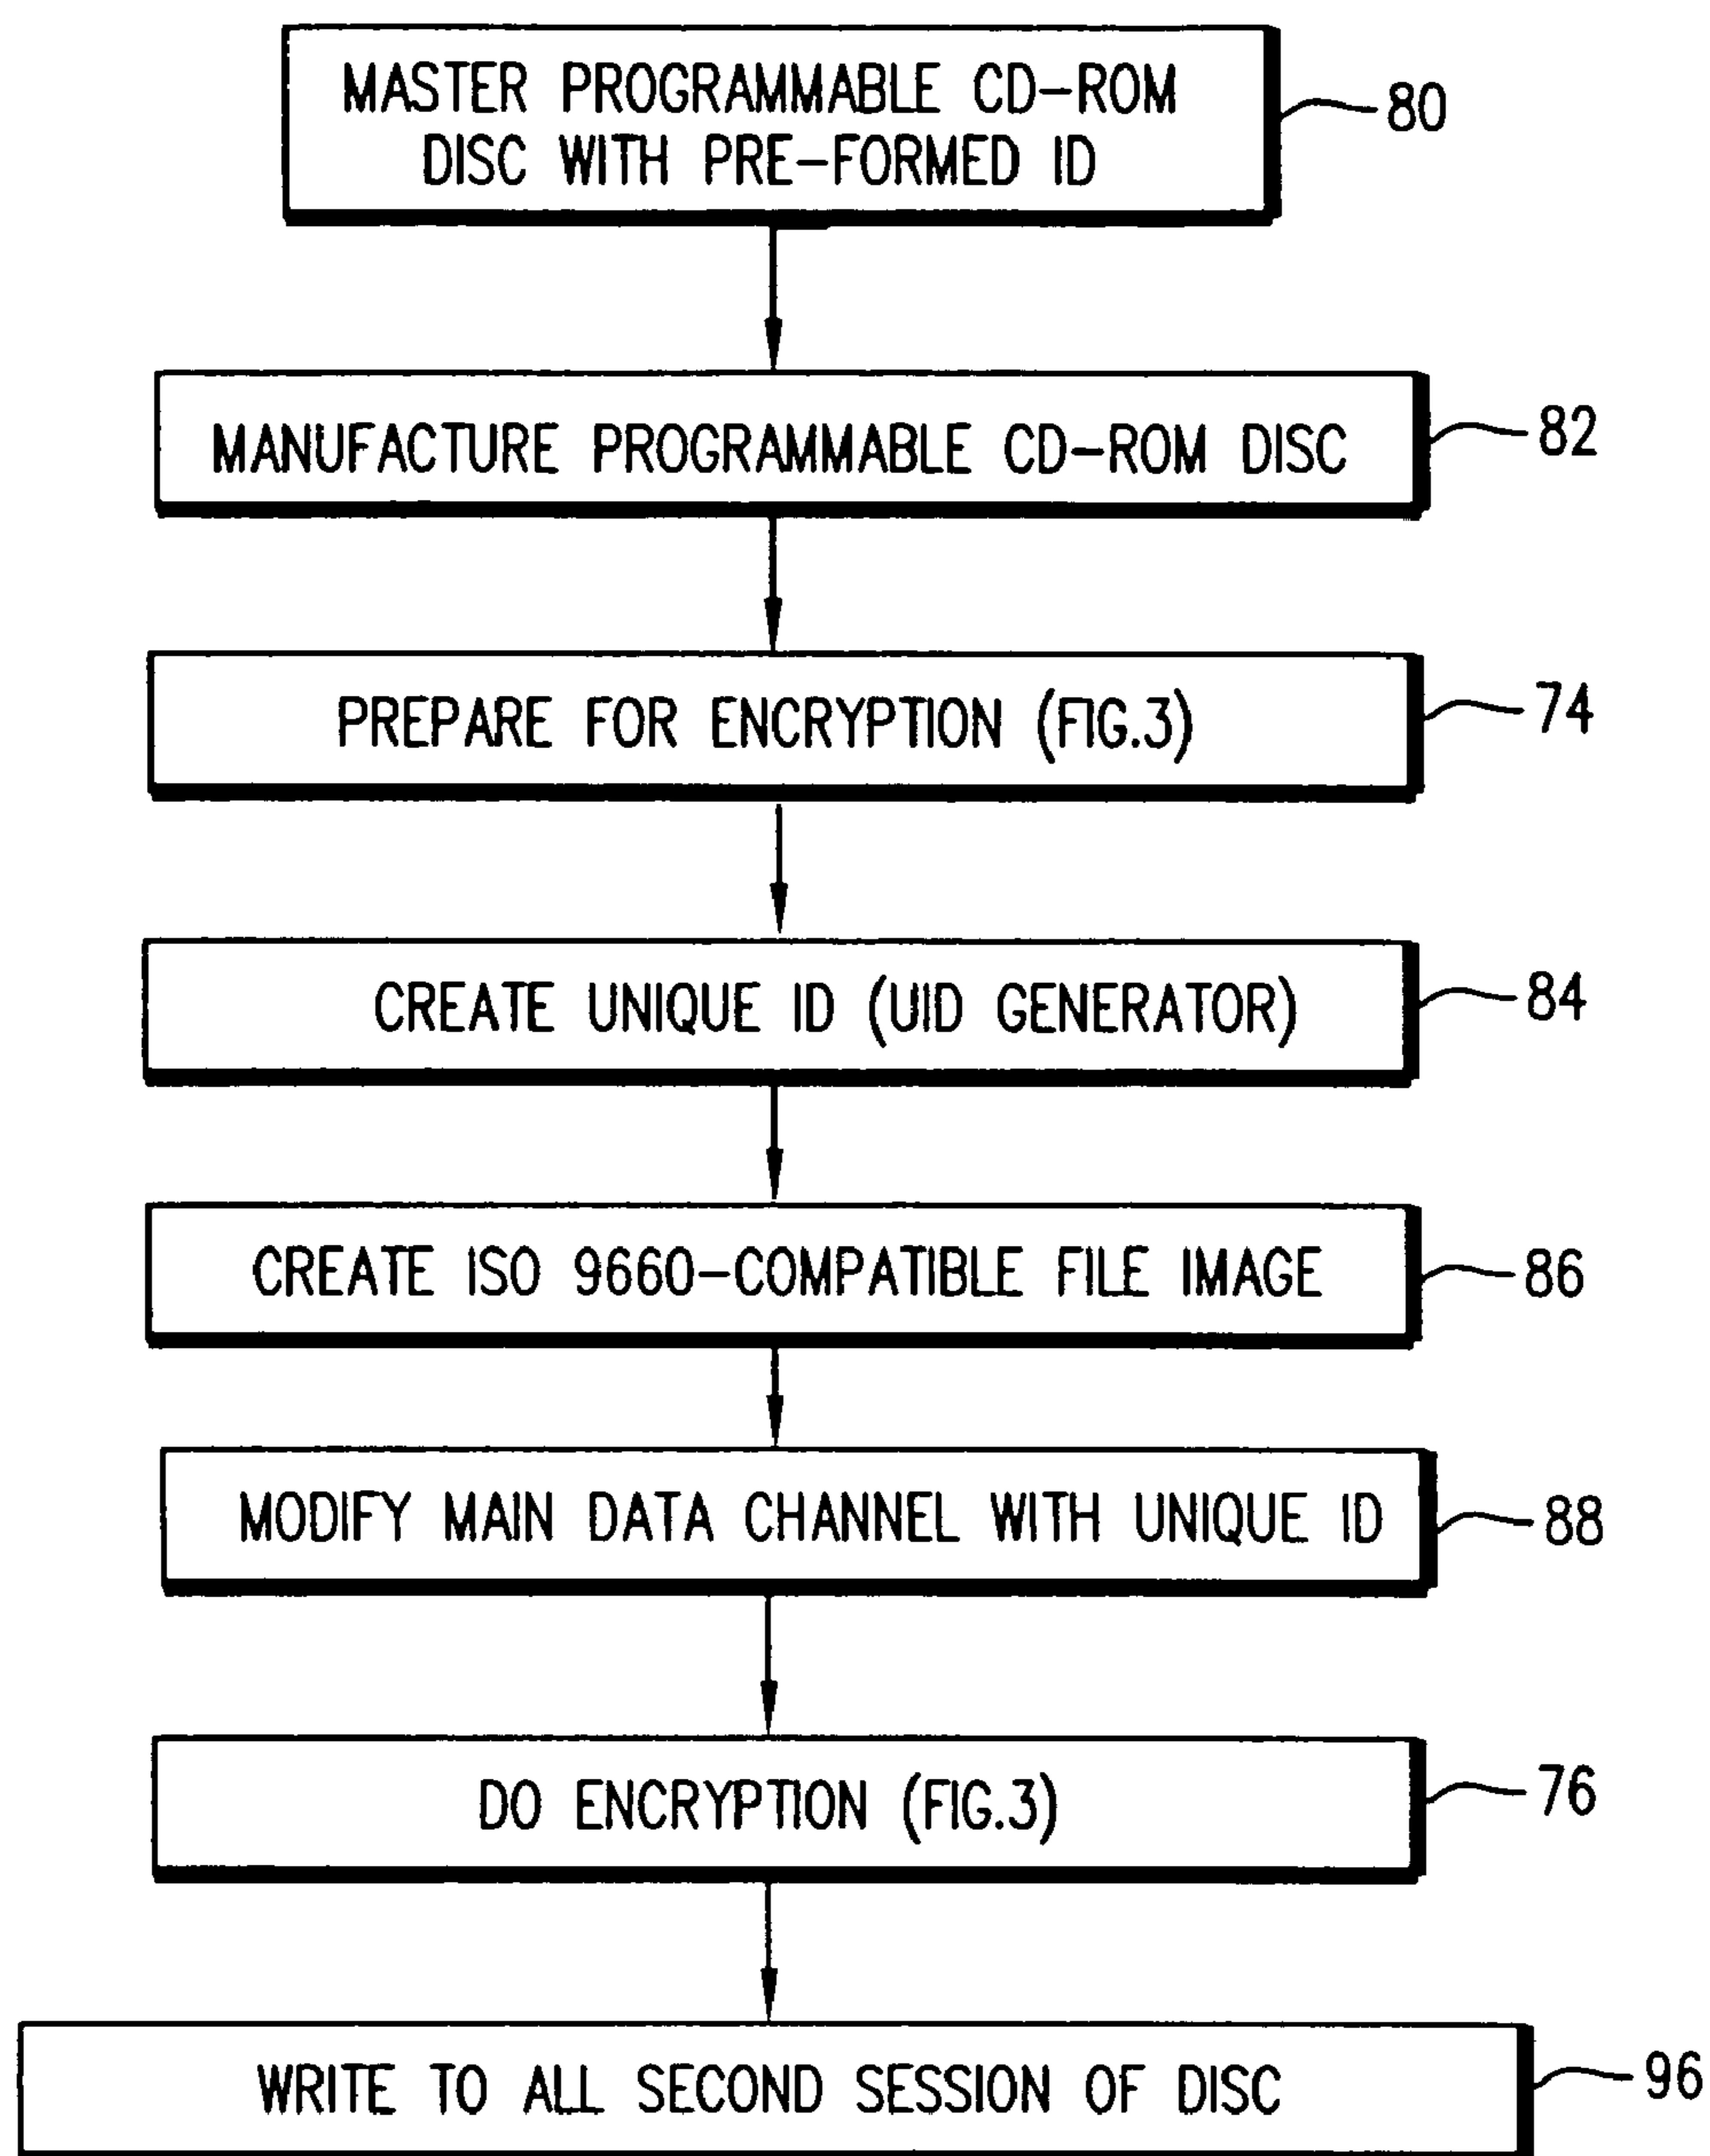 MASTER PROGRAMMABLE CD-ROM
DISC WITH PRE-FORMED ID
80
MANUFACTURE PROGRAMMABLE CD-ROM DISC
82
PREPARE FOR ENCRYPTION (FIG.3)
74
CREATE UNIQUE ID (UID GENERATOR)
84
CREATE ISO 9660-COMPATIBLE FILE IMAGE
86
MODIFY MAIN DATA CHANNEL WITH UNIQUE ID
88
DO ENCRYPTION (FIG.3)
76
WRITE TO ALL SECOND SESSION OF DISC
96